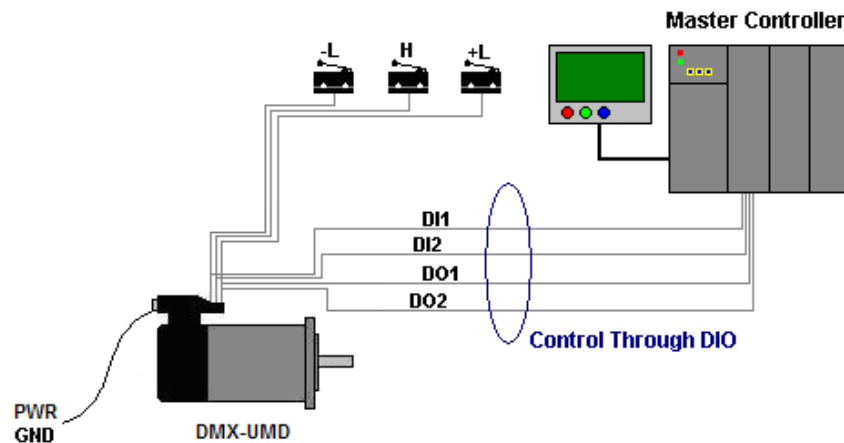 Master Controller
-L H +L
DI1
DI2
DO1
DO2
Control Through DIO
PWR
GND
DMX-UMD